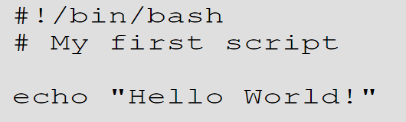 #!/bin/bash
# My first script
echo "Hello World!"